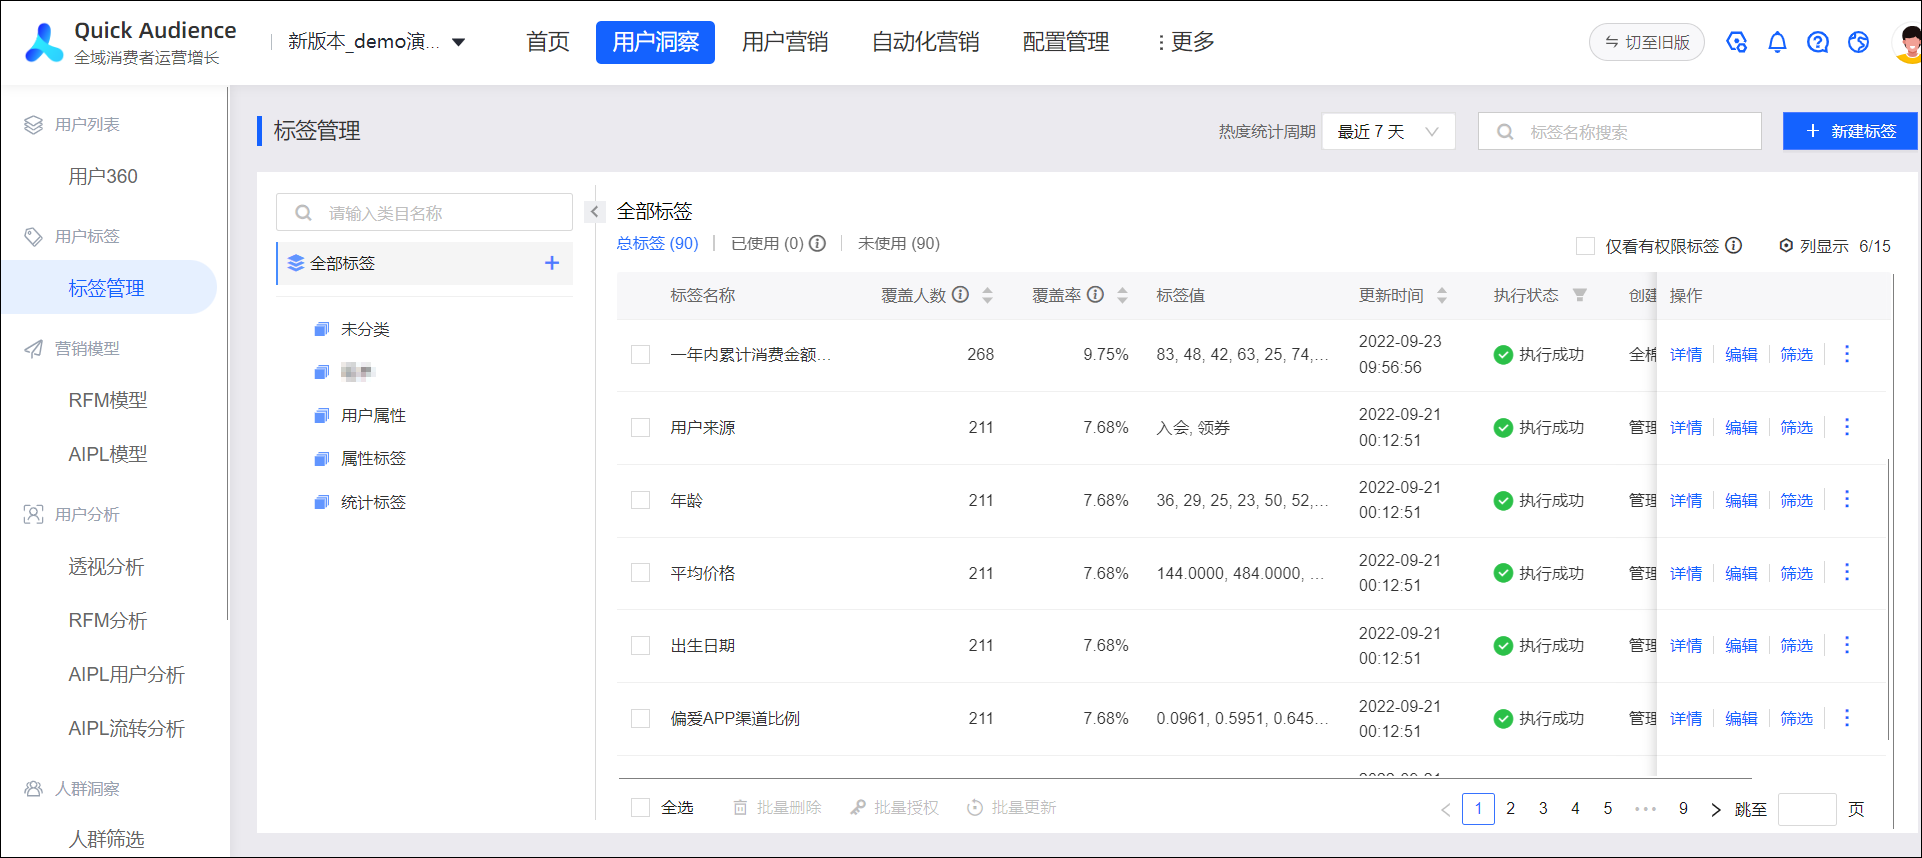 Quick Audience
全域消费者运营增长
新版本_demo演...
首页
用户洞察
用户营销
自动化营销
配置管理
更多
切至旧版
用户列表
用户360
用户标签
标签管理
营销模型
RFM模型
AIPL模型
用户分析
透视分析
RFM分析
AIPL用户分析
AIPL流转分析
人群洞察
人群筛选
标签管理
热度统计周期
最近 7 天
标签名称搜索
+ 新建标签
请输入类目名称
全部标签
未分类
用户属性
属性标签
统计标签
全部标签
总标签 (90) 已使用 (0) 未使用 (90)
仅看有权限标签
列显示 6/15
标签名称 覆盖人数 覆盖率 标签值 更新时间 执行状态 创建 操作
一年内累计消费金额... 268 9.75% 83, 48, 42, 63, 25, 74,... 2022-09-23 09:56:56 执行成功 全棉 详情 编辑 筛选
用户来源 211 7.68% 入会, 领券 2022-09-21 00:12:51 执行成功 管理 详情 编辑 筛选
年龄 211 7.68% 36, 29, 25, 23, 50, 52,... 2022-09-21 00:12:51 执行成功 管理 详情 编辑 筛选
平均价格 211 7.68% 144.0000, 484.0000, ... 2022-09-21 00:12:51 执行成功 管理 详情 编辑 筛选
出生日期 211 7.68% 2022-09-21 00:12:51 执行成功 管理 详情 编辑 筛选
偏爱APP渠道比例 211 7.68% 0.0961, 0.5951, 0.645... 2022-09-21 00:12:51 执行成功 管理 详情 编辑 筛选
2022-09-21
全选 批量删除 批量授权 批量更新
< 1 2 3 4 5 ••• 9 > 跳至 页